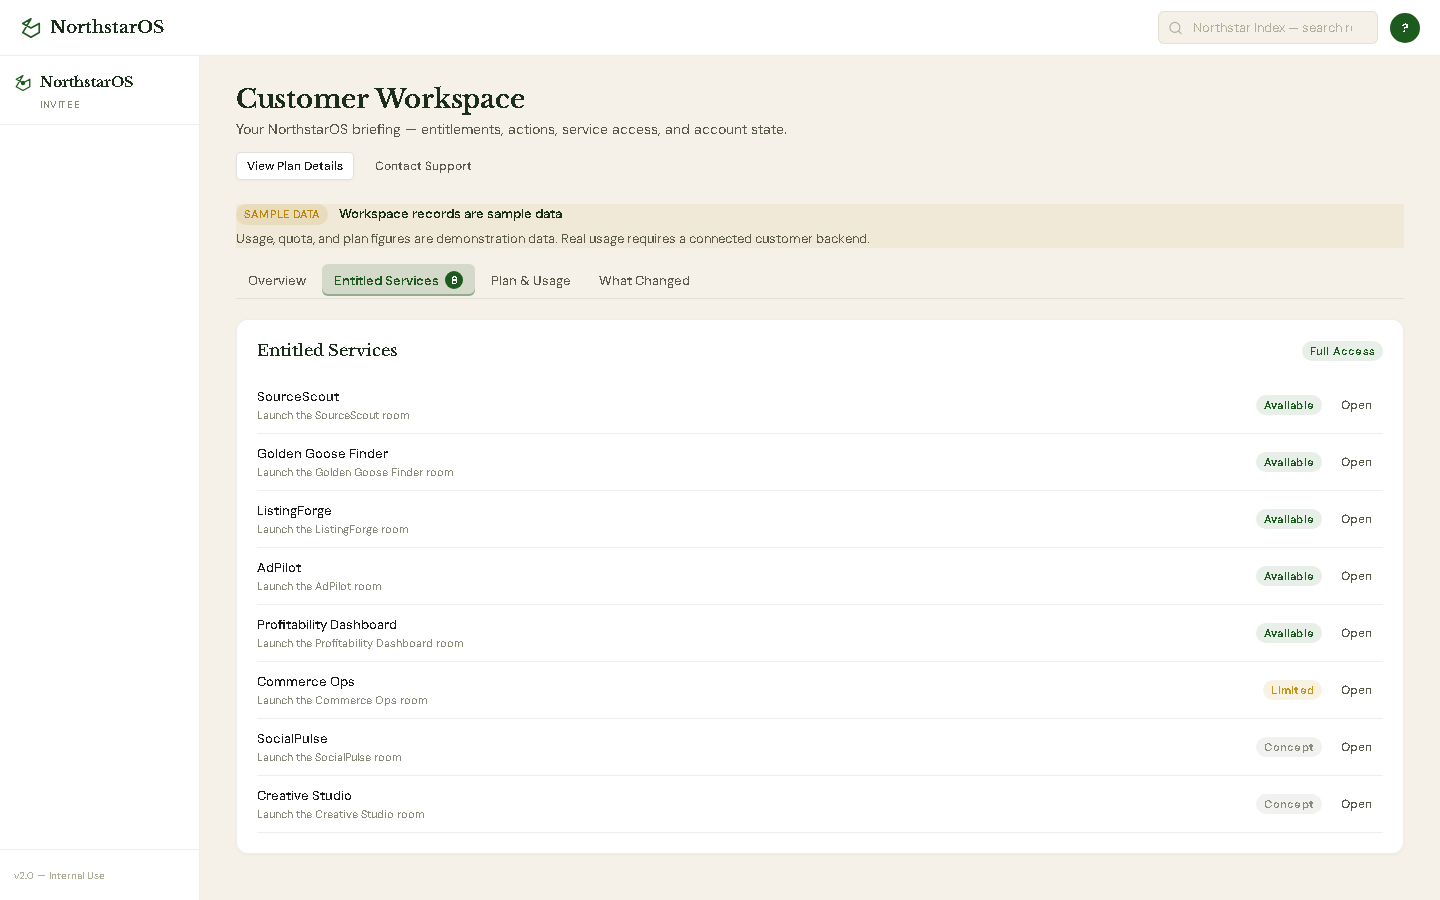 NorthstarOS
Northstar Index — search r
?
NorthstarOS
INVITEE
Customer Workspace
Your NorthstarOS briefing — entitlements, actions, service access, and account state.
View Plan Details
Contact Support
SAMPLE DATA Workspace records are sample data
Usage, quota, and plan figures are demonstration data. Real usage requires a connected customer backend.
Overview
Entitled Services 8
Plan & Usage
What Changed
Entitled Services
Full Access
SourceScout
Launch the SourceScout room
Available
Open
Golden Goose Finder
Launch the Golden Goose Finder room
Available
Open
ListingForge
Launch the ListingForge room
Available
Open
AdPilot
Launch the AdPilot room
Available
Open
Profitability Dashboard
Launch the Profitability Dashboard room
Available
Open
Commerce Ops
Launch the Commerce Ops room
Limited
Open
SocialPulse
Launch the SocialPulse room
Concept
Open
Creative Studio
Launch the Creative Studio room
Concept
Open
v2.0 — Internal Use